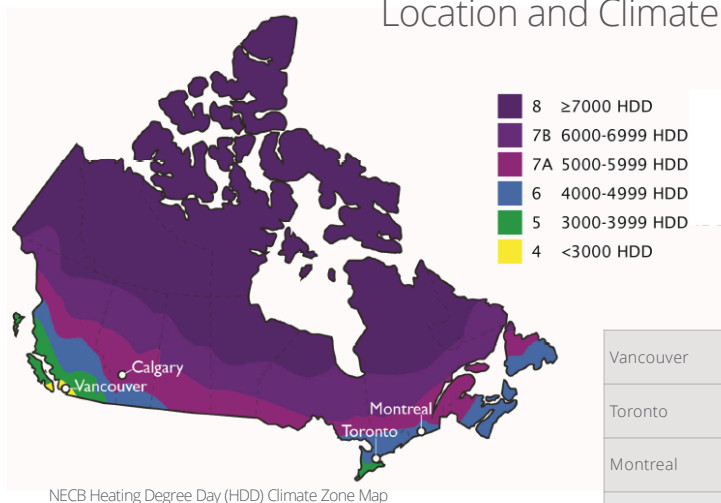 Location and Climate
8 ≥7000 HDD
7B 6000-6999 HDD
7A 5000-5999 HDD
6 4000-4999 HDD
5 3000-3999 HDD
4 <3000 HDD
Calgary
Vancouver
Montreal
Toronto
NECB Heating Degree Day (HDD) Climate Zone Map
Vancouver
Toronto
Montreal